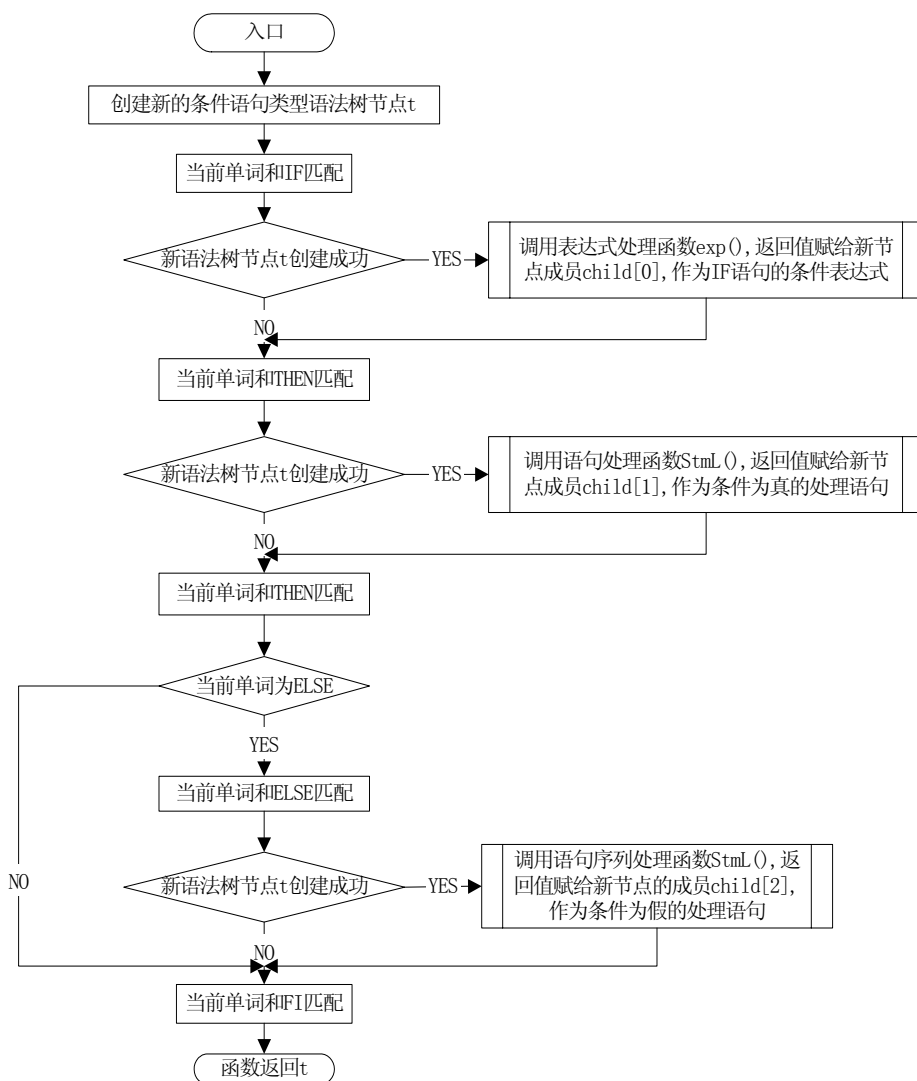 入口
创建新的条件语句类型语法树节点t
当前单词和IF匹配
新语法树节点t创建成功
YES
调用表达式处理函数exp(),返回值赋给新节
点成员child[0],作为IF语句的条件表达式
NO
当前单词和THEN匹配
新语法树节点t创建成功
YES
调用语句处理函数StmL(),返回值赋给新节
点成员child[1],作为条件为真的处理语句
NO
当前单词和THEN匹配
当前单词为ELSE
YES
当前单词和ELSE匹配
NO
新语法树节点t创建成功
YES
调用语句序列处理函数StmL(),返
回值赋给新节点的成员child[2],
作为条件为假的处理语句
NO
当前单词和FI匹配
函数返回t